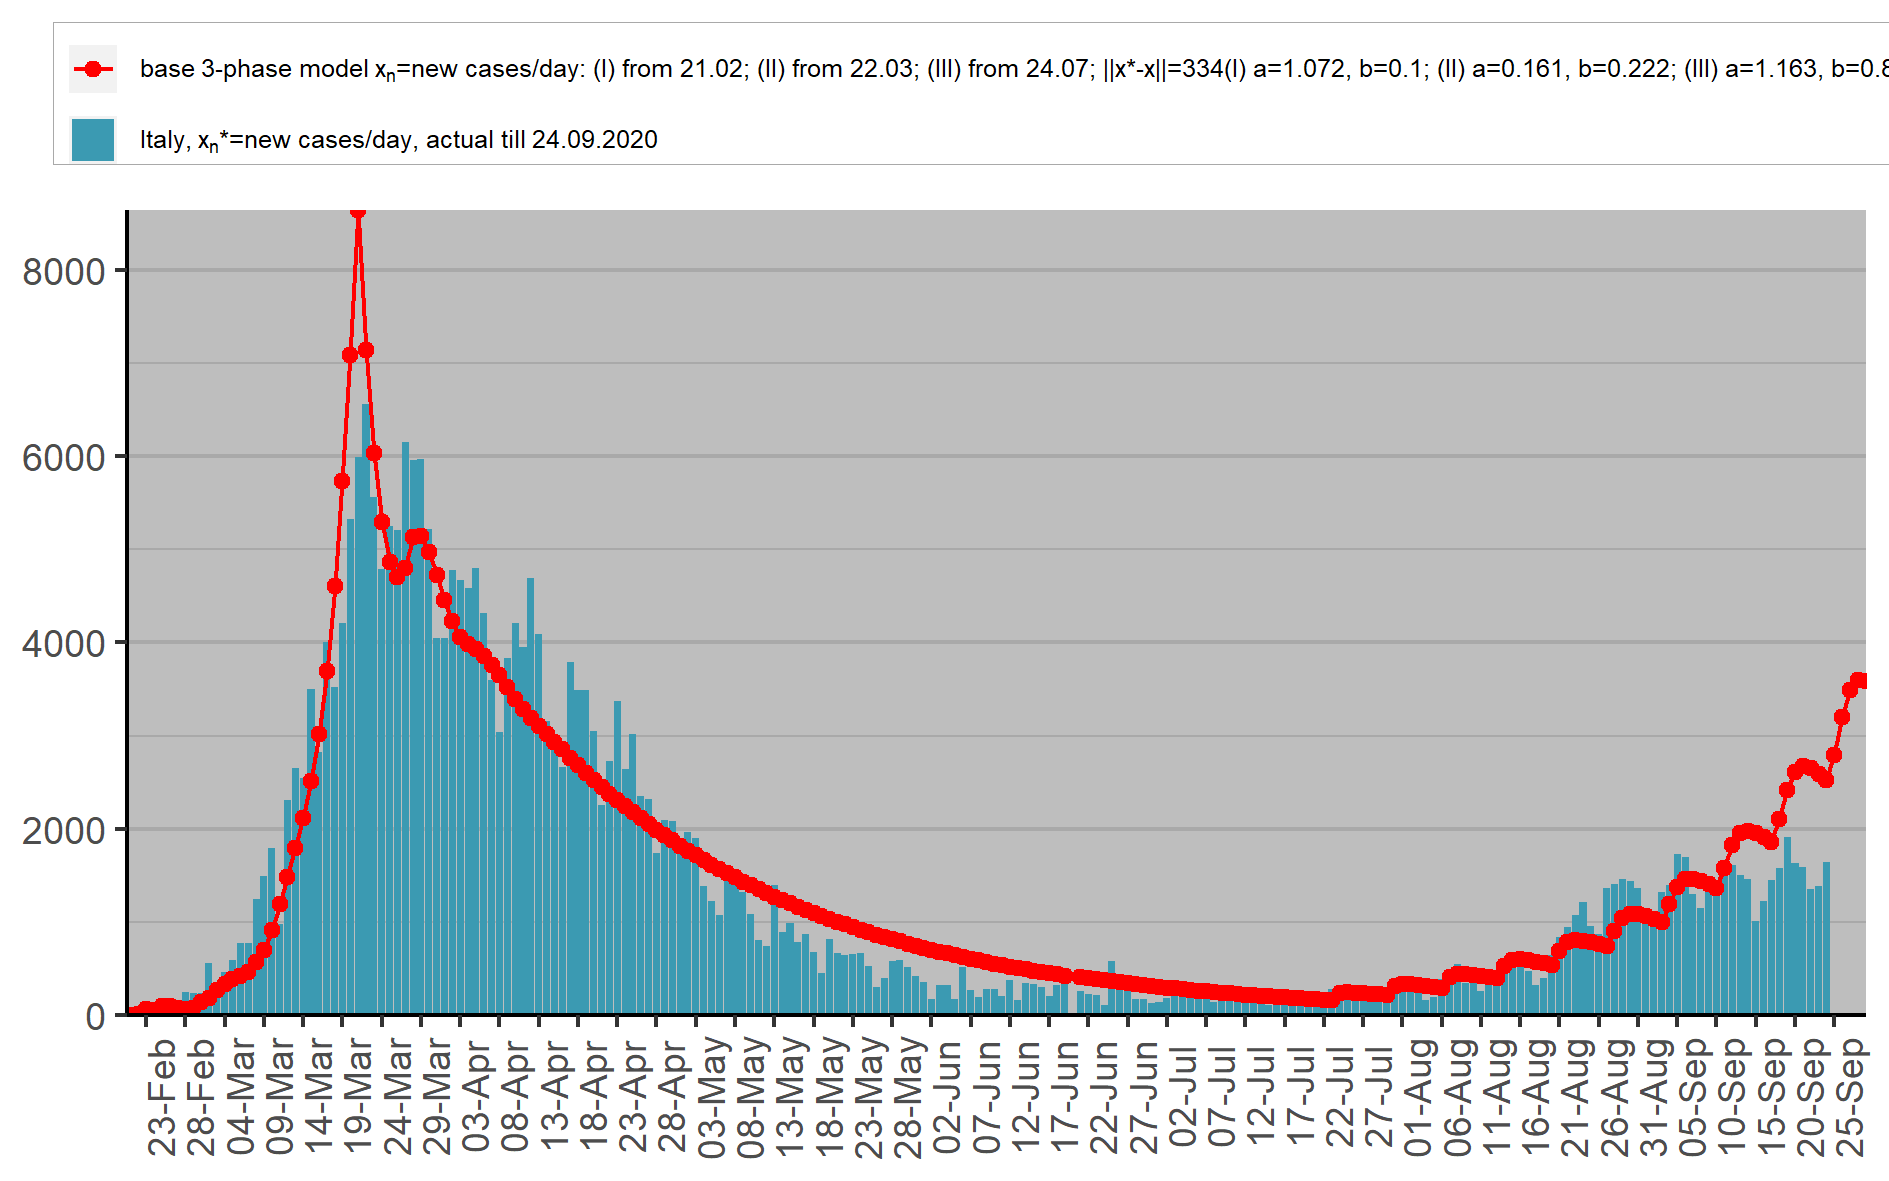 base 3-phase model xn=new cases/day: (I) from 21.02; (II) from 22.03; (III) from 24.07; ||x*-x||=334(I) a=1.072, b=0.1; (II) a=0.161, b=0.222; (III) a=1.163, b=0.8
Italy, xn*=new cases/day, actual till 24.09.2020
8000
6000
4000
2000
0
23-Feb
28-Feb
04-Mar
09-Mar
14-Mar
19-Mar
24-Mar
29-Mar
03-Apr
08-Apr
13-Apr
18-Apr
23-Apr
28-Apr
03-May
08-May
13-May
18-May
23-May
28-May
02-Jun
07-Jun
12-Jun
17-Jun
22-Jun
27-Jun
02-Jul
07-Jul
12-Jul
17-Jul
22-Jul
27-Jul
01-Aug
06-Aug
11-Aug
16-Aug
21-Aug
26-Aug
31-Aug
05-Sep
10-Sep
15-Sep
20-Sep
25-Sep